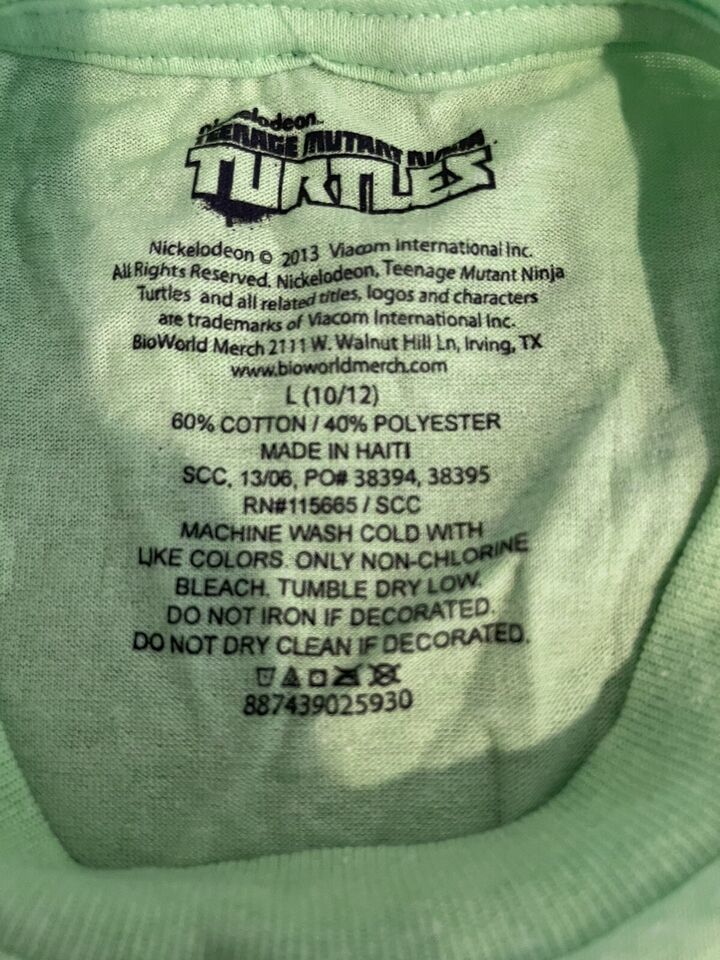 nickelodeon™
TEENAGE MUTANT NINJA
TURTLES
Nickelodeon © 2013 Viacom International Inc.
All Rights Reserved. Nickelodeon, Teenage Mutant Ninja
Turtles and all related titles, logos and characters
are trademarks of Viacom International Inc.
BioWorld Merch 2111 W. Walnut Hill Ln, Irving, TX
www.bioworldmerch.com
L (10/12)
60% COTTON / 40% POLYESTER
MADE IN HAITI
SCC, 13/06, PO# 38394, 38395
RN#115665 / SCC
MACHINE WASH COLD WITH
LIKE COLORS. ONLY NON-CHLORINE
BLEACH. TUMBLE DRY LOW.
DO NOT IRON IF DECORATED.
DO NOT DRY CLEAN IF DECORATED.
887439025930